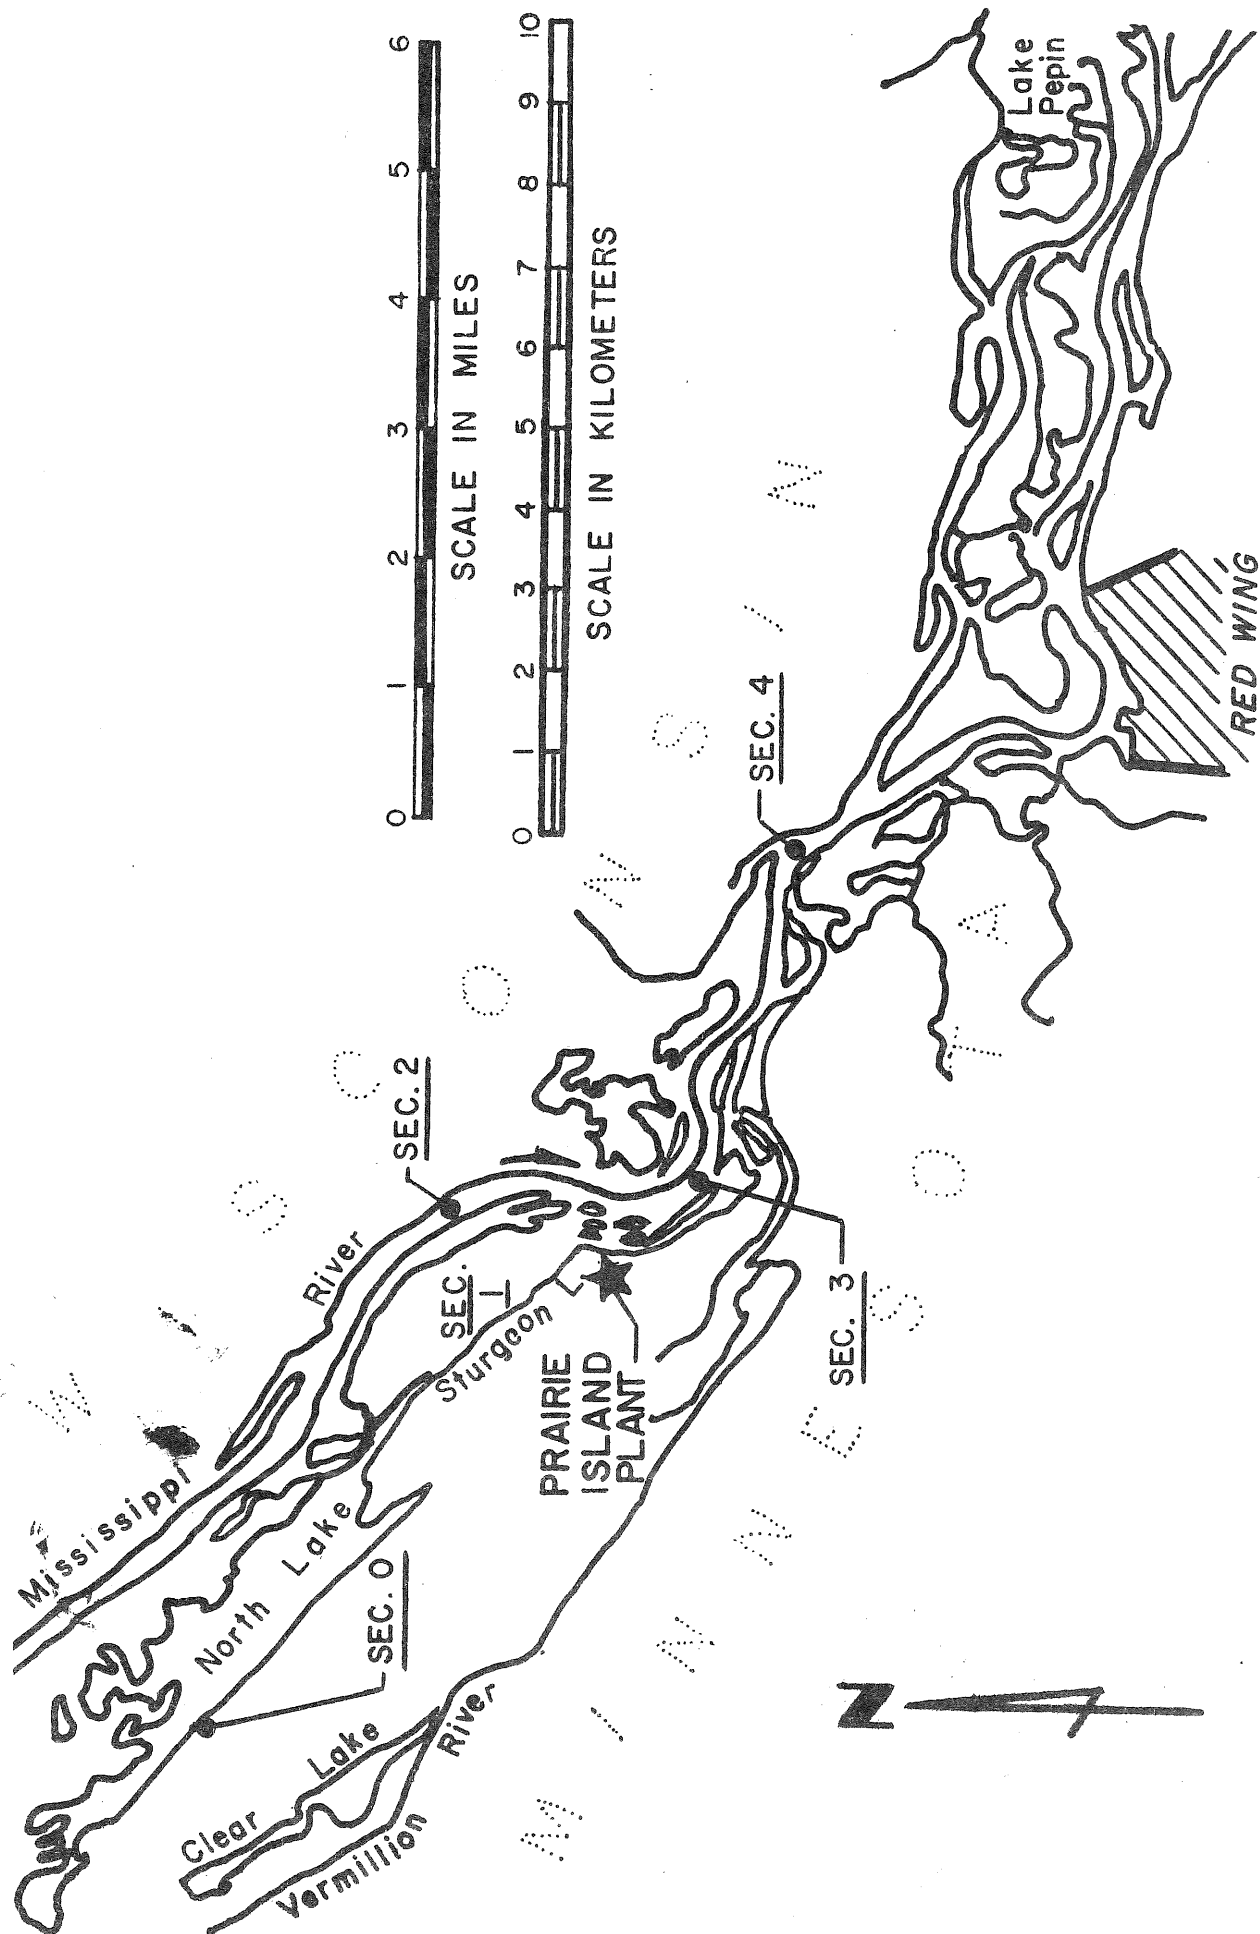 WISCONSIN
MINNESOTA
Mississippi
River
North Lake
SEC. 0
Clear Lake
Vermillion River
Sturgeon
SEC.
1
SEC. 2
PRAIRIE
ISLAND
PLANT
SEC. 3
SEC. 4
RED WING
Lake
Pepin
0 1 2 3 4 5 6
SCALE IN MILES
0 1 2 3 4 5 6 7 8 9 10
SCALE IN KILOMETERS
N